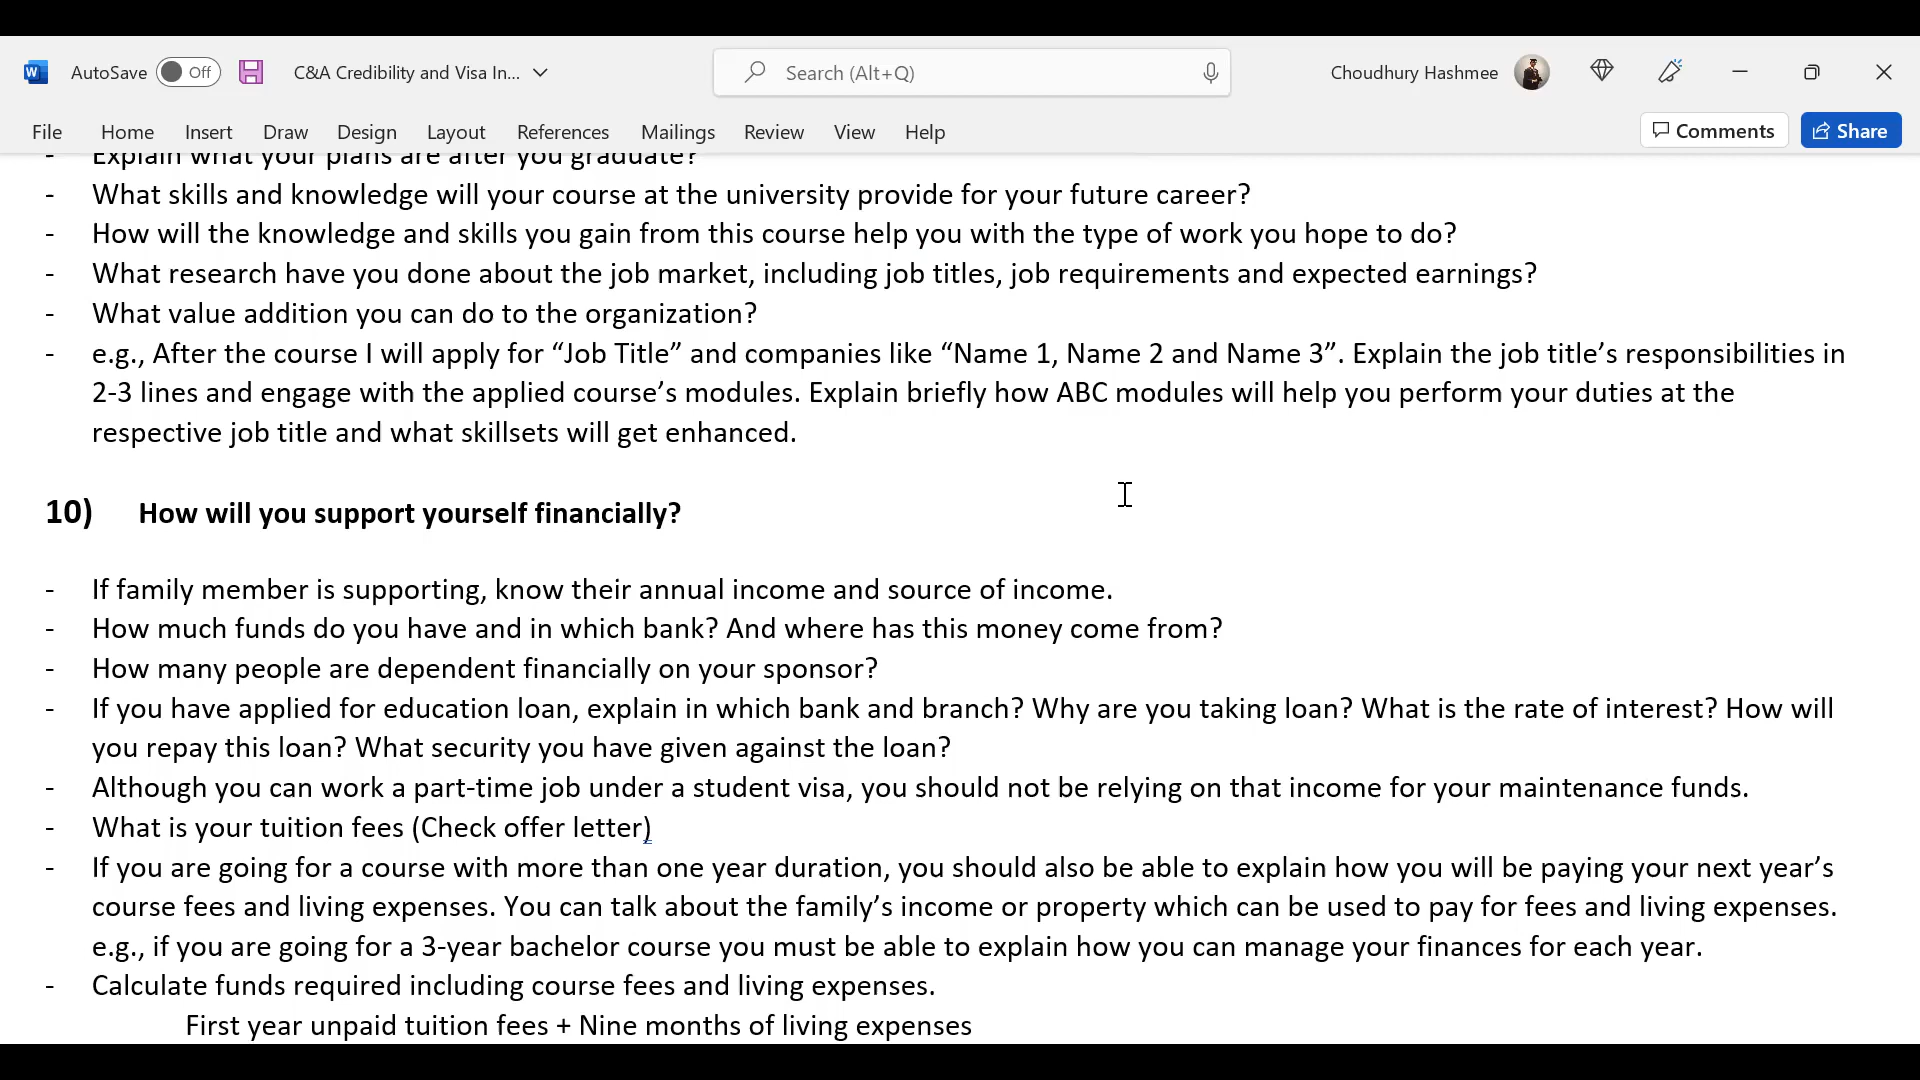 AutoSave Off C&A Credibility and Visa In... Search (Alt+Q) Choudhury Hashmee
File Home Insert Draw Design Layout References Mailings Review View Help Comments Share
- Explain what your plans are after you graduate?
- What skills and knowledge will your course at the university provide for your future career?
- How will the knowledge and skills you gain from this course help you with the type of work you hope to do?
- What research have you done about the job market, including job titles, job requirements and expected earnings?
- What value addition you can do to the organization?
- e.g., After the course I will apply for “Job Title” and companies like “Name 1, Name 2 and Name 3”. Explain the job title’s responsibilities in
2-3 lines and engage with the applied course’s modules. Explain briefly how ABC modules will help you perform your duties at the
respective job title and what skillsets will get enhanced.
10) How will you support yourself financially?
- If family member is supporting, know their annual income and source of income.
- How much funds do you have and in which bank? And where has this money come from?
- How many people are dependent financially on your sponsor?
- If you have applied for education loan, explain in which bank and branch? Why are you taking loan? What is the rate of interest? How will
you repay this loan? What security you have given against the loan?
- Although you can work a part-time job under a student visa, you should not be relying on that income for your maintenance funds.
- What is your tuition fees (Check offer letter)
- If you are going for a course with more than one year duration, you should also be able to explain how you will be paying your next year’s
course fees and living expenses. You can talk about the family’s income or property which can be used to pay for fees and living expenses.
e.g., if you are going for a 3-year bachelor course you must be able to explain how you can manage your finances for each year.
- Calculate funds required including course fees and living expenses.
First year unpaid tuition fees + Nine months of living expenses